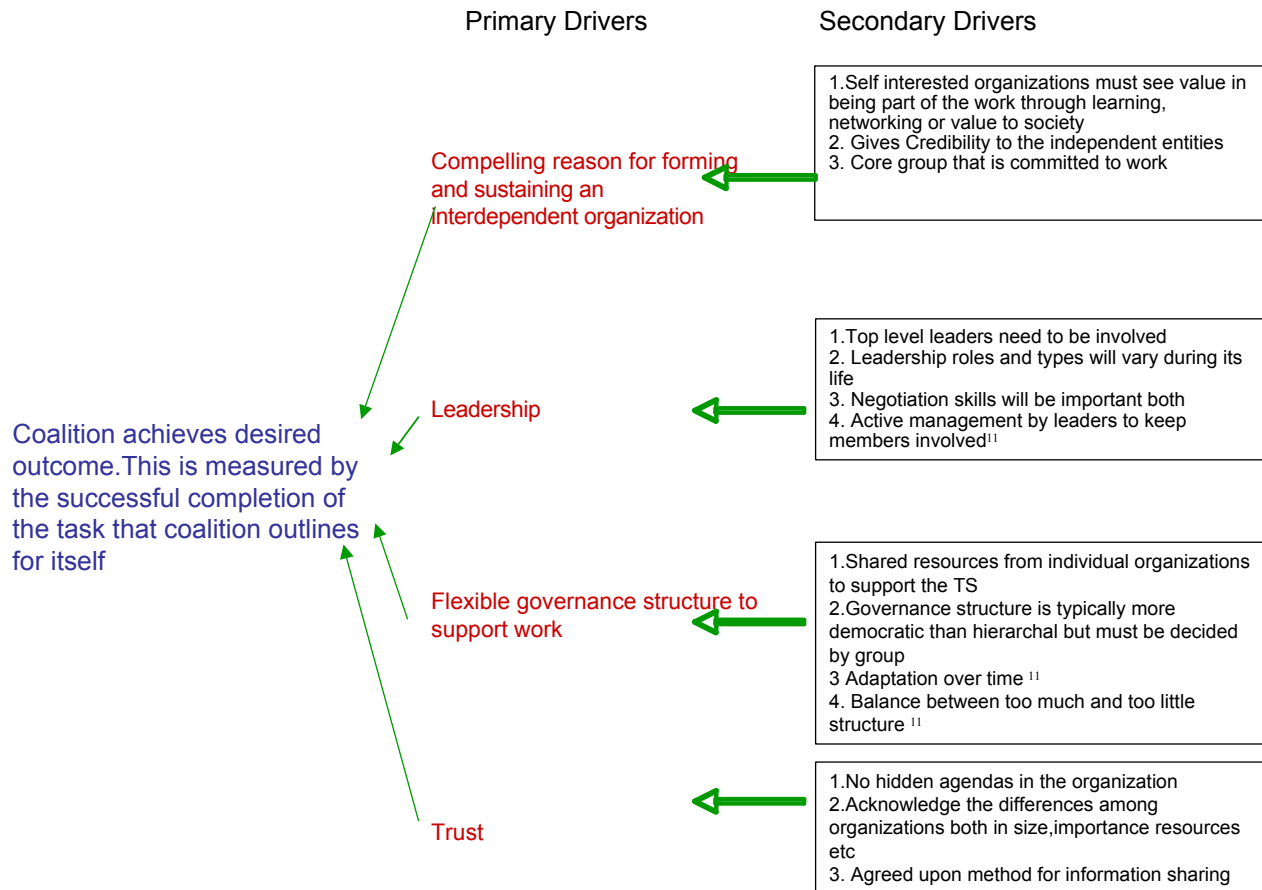 Primary Drivers
Secondary Drivers
1.Self interested organizations must see value in
being part of the work through learning,
networking or value to society
2. Gives Credibility to the independent entities
3. Core group that is committed to work
Compelling reason for forming
and sustaining an
interdependent organization
1.Top level leaders need to be involved
2. Leadership roles and types will vary during its
life
3. Negotiation skills will be important both
4. Active management by leaders to keep
members involved11
Leadership
Coalition achieves desired
outcome.This is measured by
the successful completion of
the task that coalition outlines
for itself
1.Shared resources from individual organizations
to support the TS
2.Governance structure is typically more
democratic than hierarchal but must be decided
by group
3 Adaptation over time 11
4. Balance between too much and too little
structure 11
Flexible governance structure to
support work
1.No hidden agendas in the organization
2.Acknowledge the differences among
organizations both in size,importance resources
etc
3. Agreed upon method for information sharing
Trust